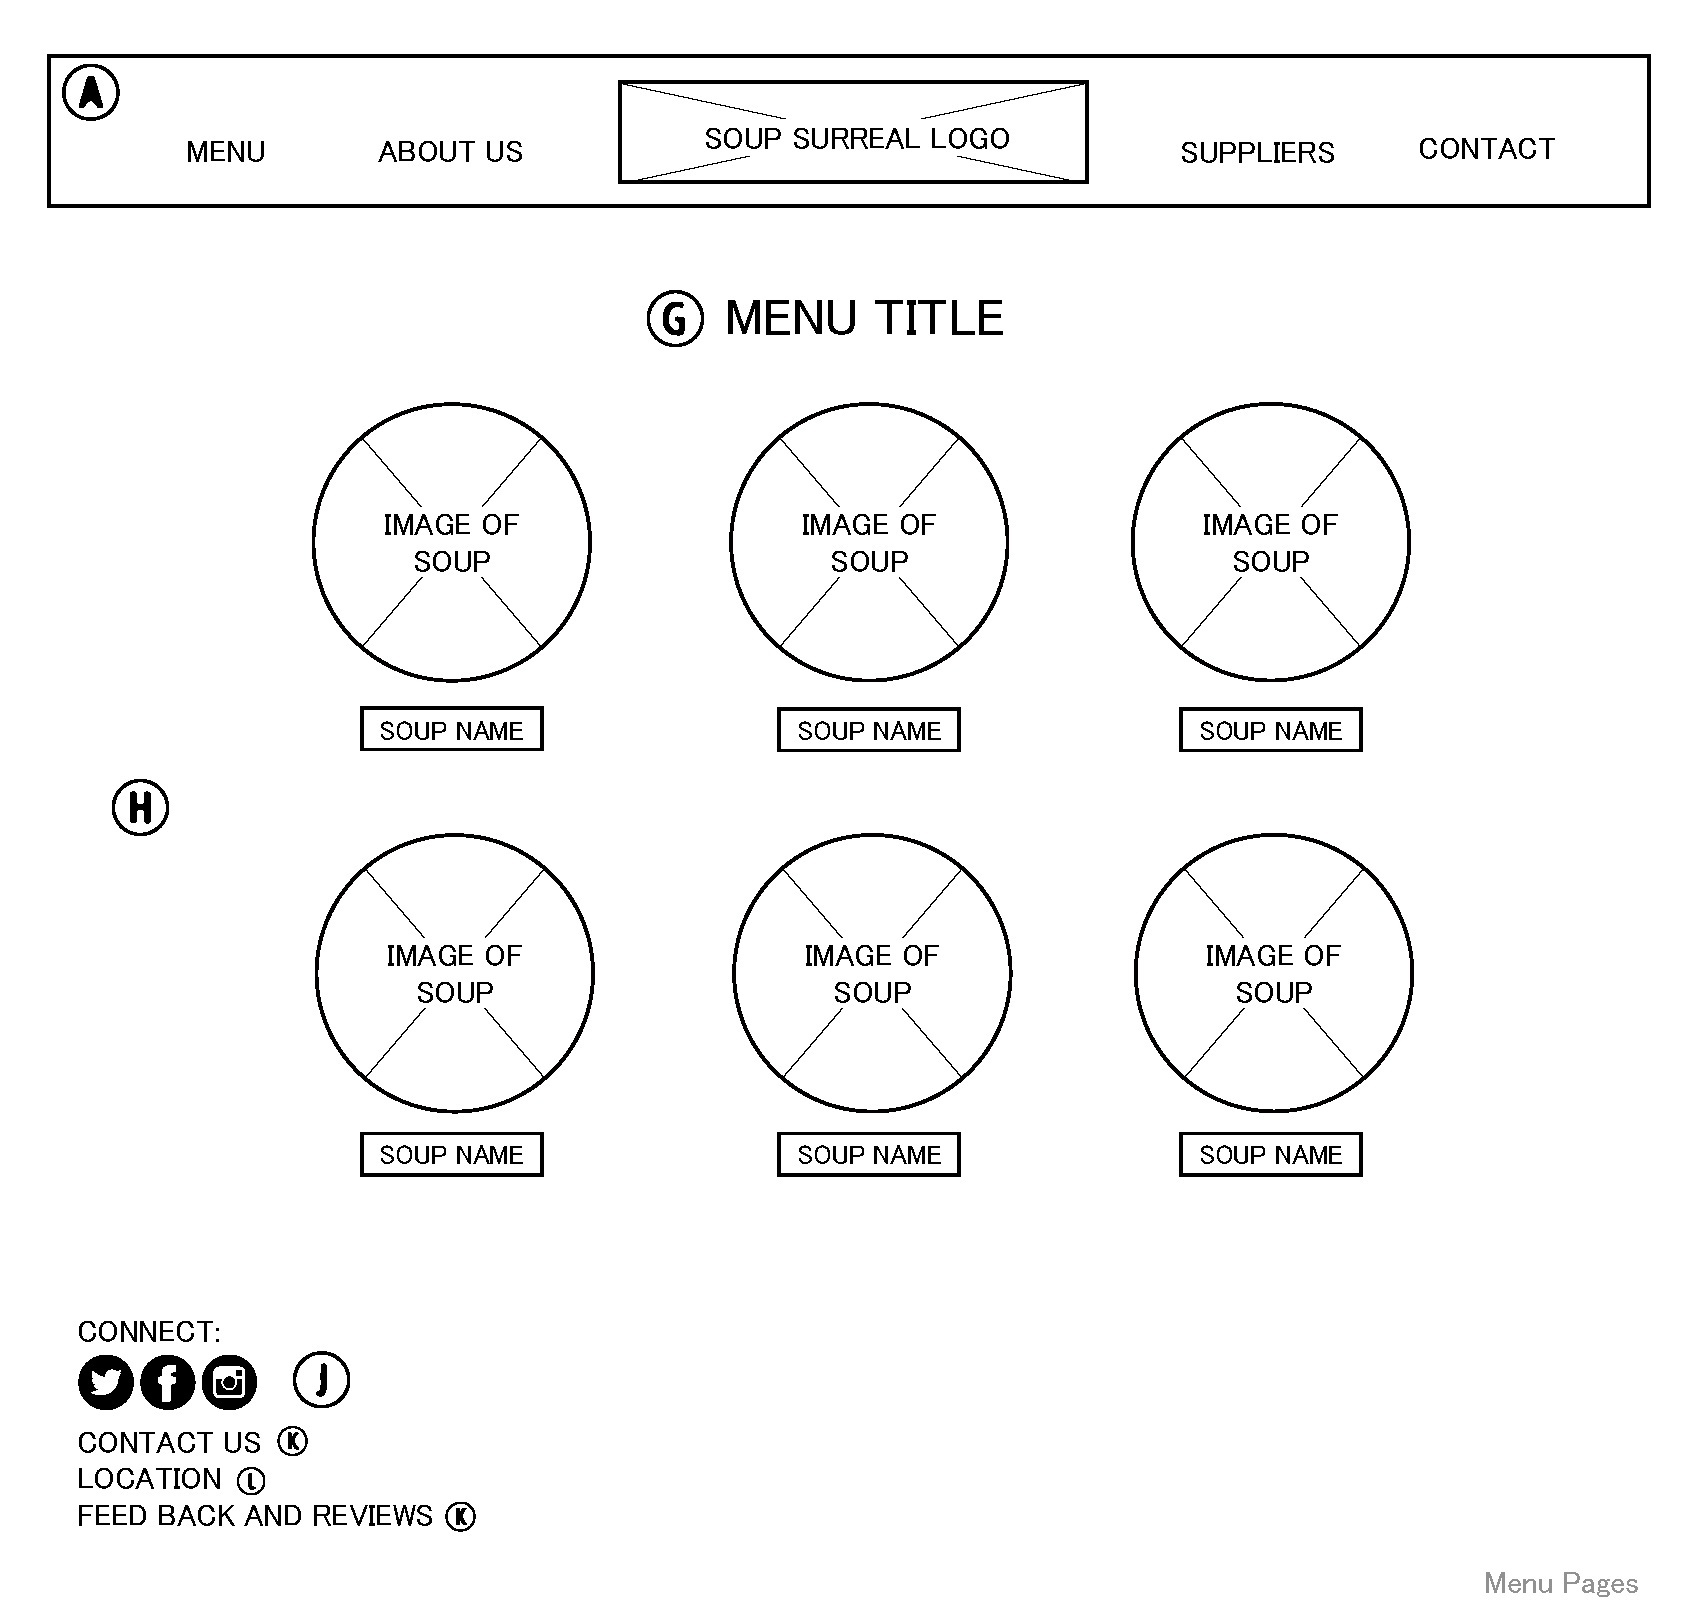 A
MENU
ABOUT US
SOUP SURREAL LOGO
SUPPLIERS
CONTACT
G MENU TITLE
IMAGE OF
SOUP
IMAGE OF
SOUP
IMAGE OF
SOUP
SOUP NAME
SOUP NAME
SOUP NAME
H
IMAGE OF
SOUP
IMAGE OF
SOUP
IMAGE OF
SOUP
SOUP NAME
SOUP NAME
SOUP NAME
CONNECT:
J
CONTACT US K
LOCATION L
FEED BACK AND REVIEWS K
Menu Pages